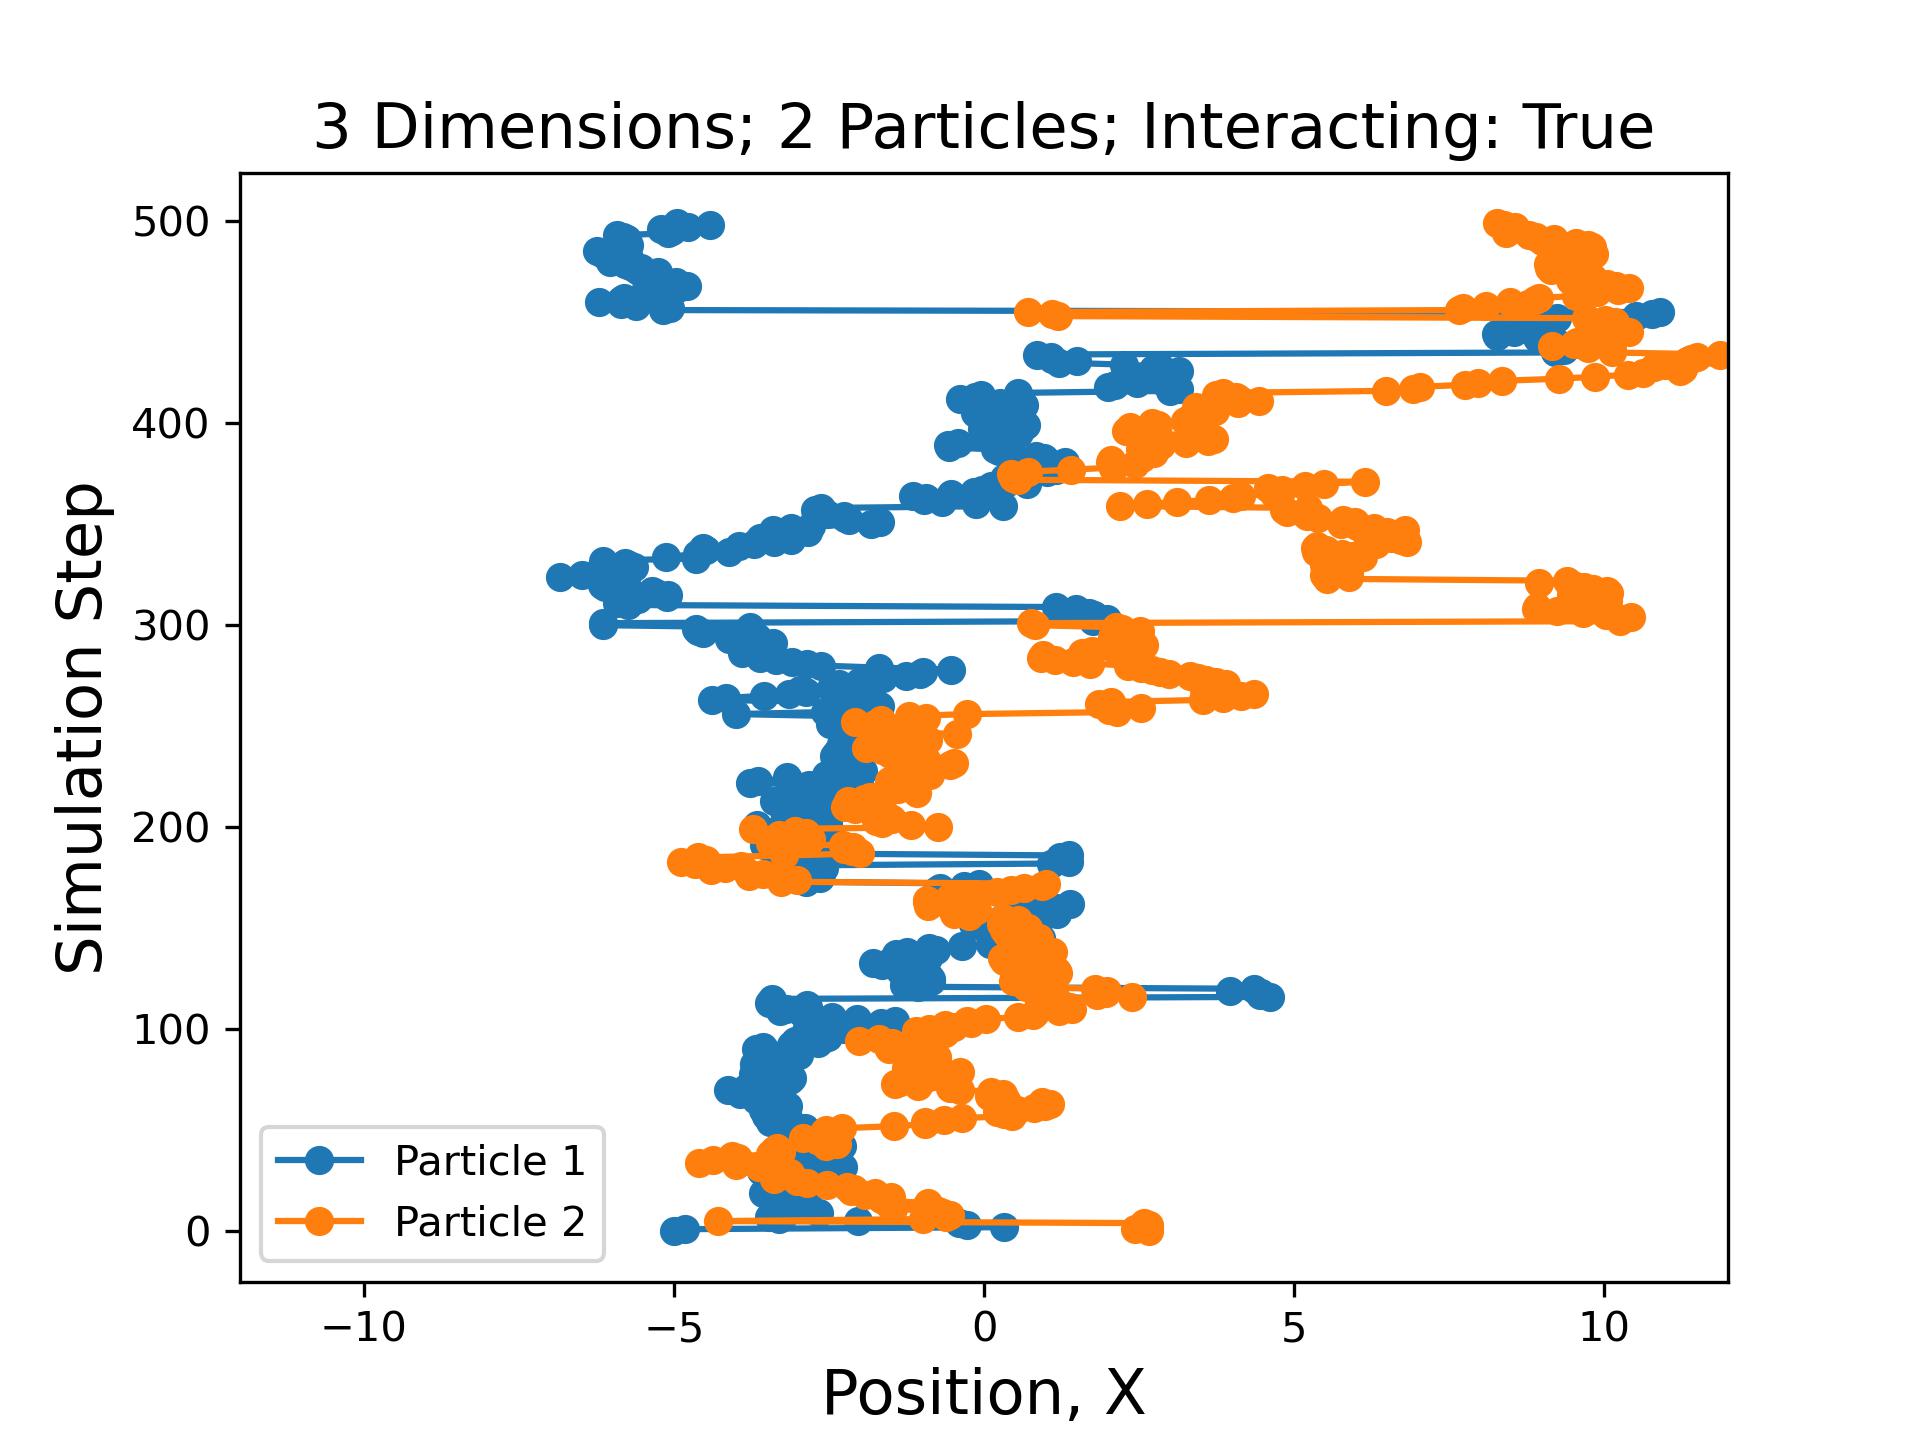 3 Dimensions; 2 Particles; Interacting: True
Simulation Step
500
400
300
200
100
0
Particle 1
Particle 2
−10
−5
0
5
10
Position, X